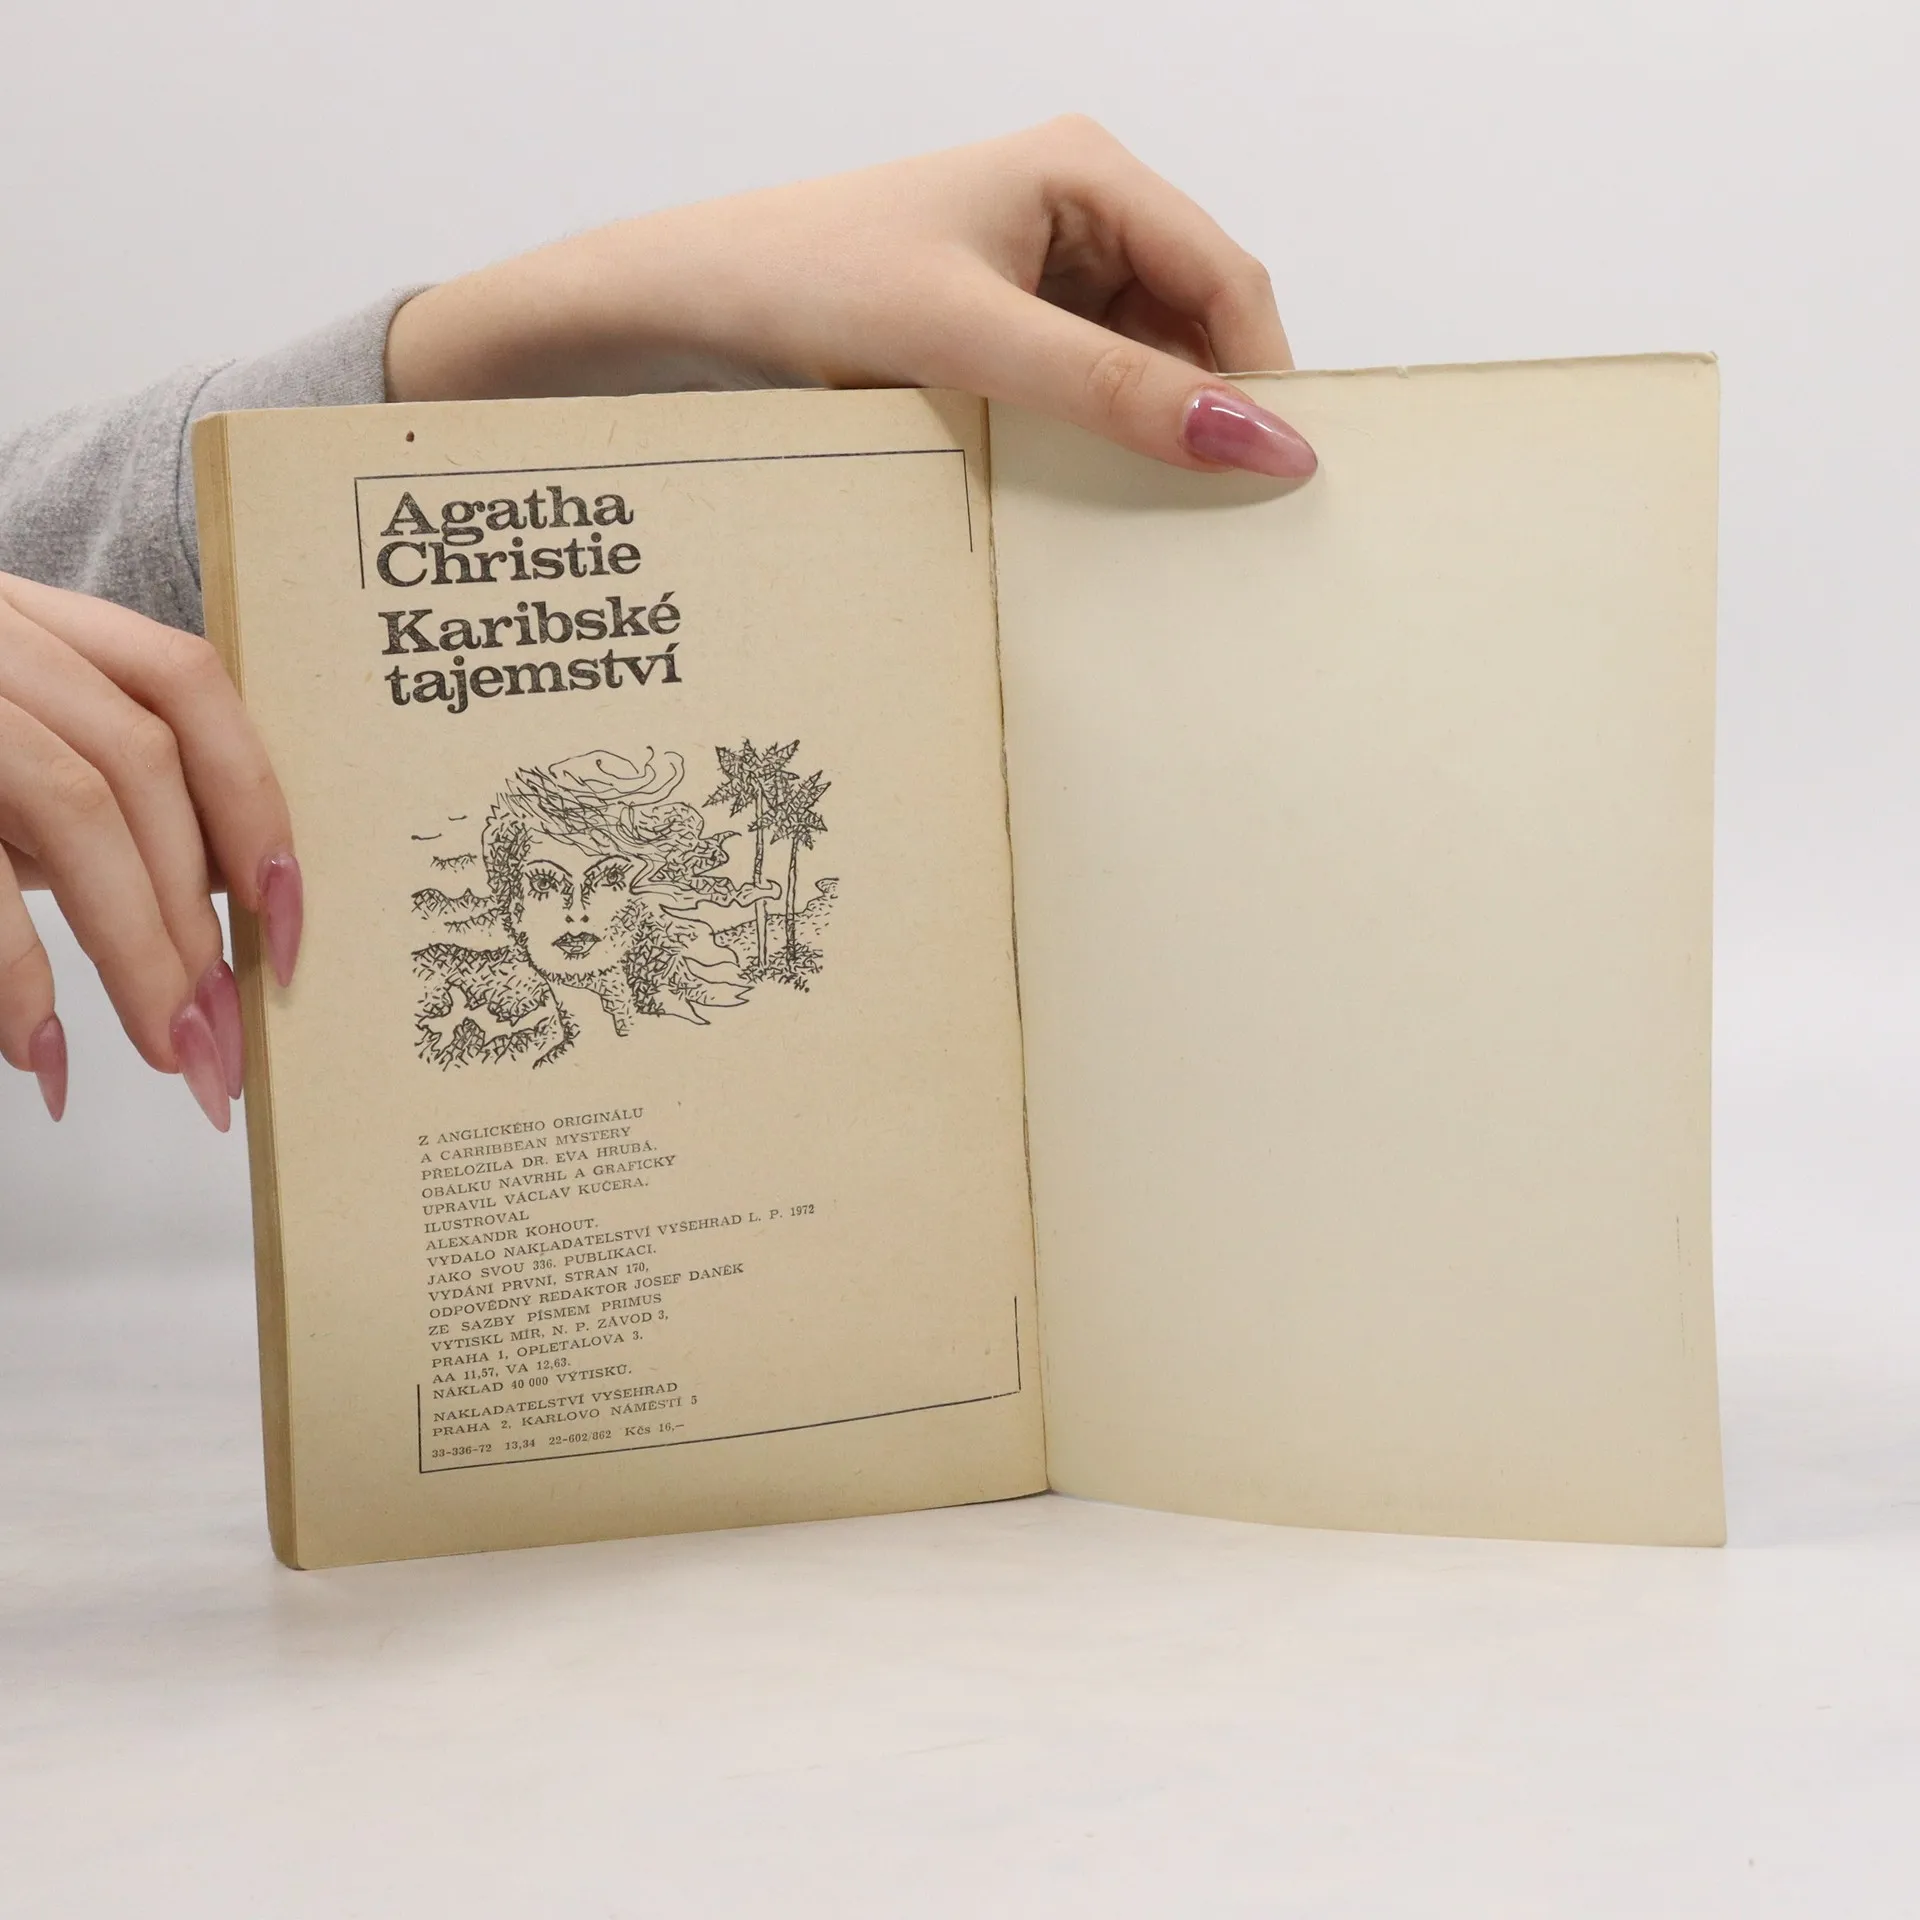 Agatha
Christie
Karibské
tajemství
Z ANGLICKÉHO ORIGINÁLU
A CARRIBBEAN MYSTERY
PŘELOŽILA DR. EVA HRUBÁ.
OBÁLKU NAVRHL A GRAFICKY
UPRAVIL VÁCLAV KUČERA.
ILUSTROVAL
ALEXANDR KOHOUT.
VYDALO NAKLADATELSTVÍ VYŠEHRAD L. P. 1972
JAKO SVOU 336. PUBLIKACI.
VYDÁNÍ PRVNÍ, STRAN 170,
ODPOVĚDNÝ REDAKTOR JOSEF DANĚK
ZE SAZBY PÍSMEM PRIMUS
VYTISKL MÍR, N. P. ZÁVOD 3,
PRAHA 1, OPLETALOVA 3.
AA 11,57, VA 12,63.
NÁKLAD 40 000 VÝTISKŮ.
NAKLADATELSTVÍ VYŠEHRAD
PRAHA 2, KARLOVO NÁMĚSTÍ 5
33-336-72 13,34 22-602/862 Kčs 16,—